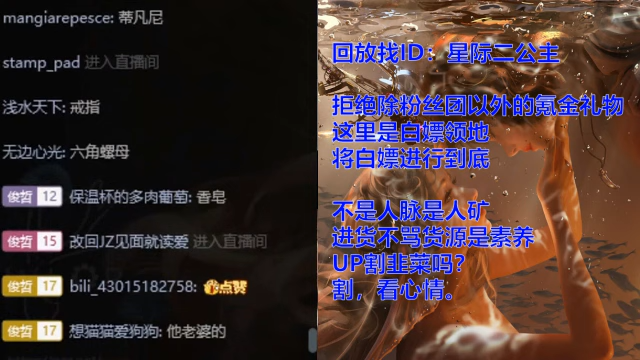 mangiarepesce: 蒂凡尼
stamp_pad 进入直播间
浅水天下: 戒指
无边心光: 六角螺母
俊哲 12 保温杯的多肉葡萄: 香皂
俊哲 15 改回JZ见面就读爱 进入直播间
俊哲 17 bili_43015182758: 点赞
俊哲 17 想猫猫爱狗狗: 他老婆的
回放找ID：星际二公主
拒绝除粉丝团以外的氪金礼物
这里是白嫖领地
将白嫖进行到底
不是人脉是人矿
进货不骂货源是素养
UP割韭菜吗？
割，看心情。